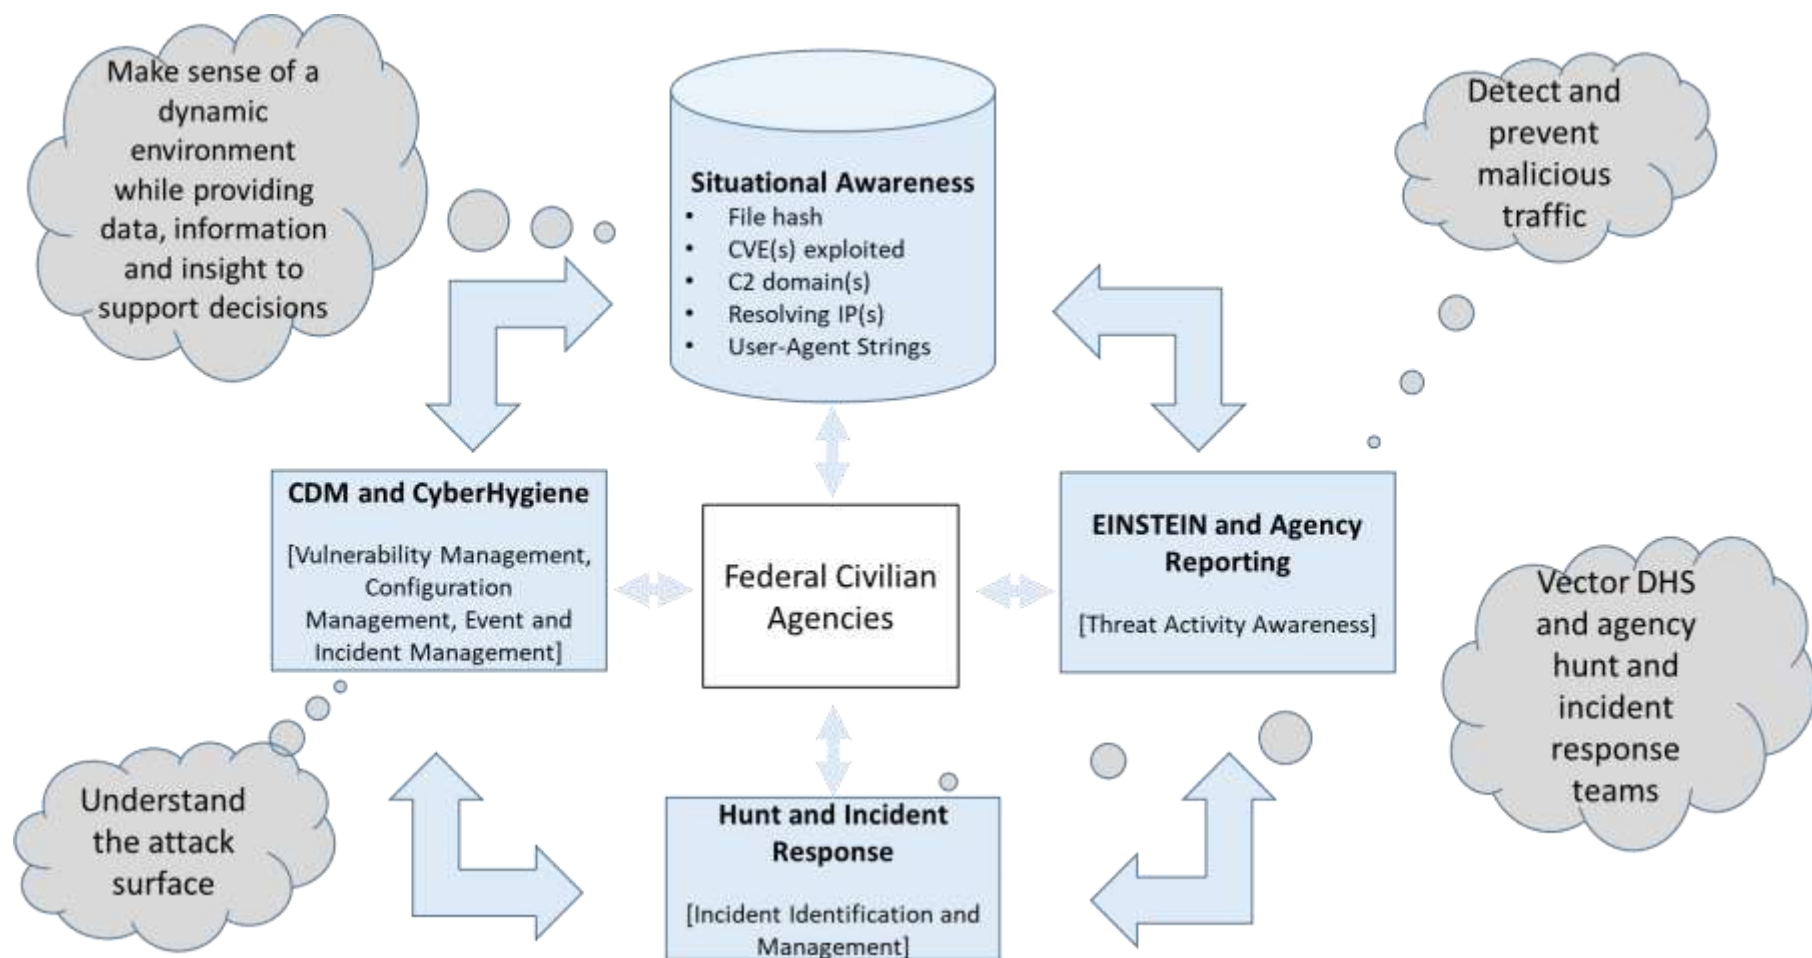 Make sense of a
dynamic
environment
while providing
data, information
and insight to
support decisions
Situational Awareness
• File hash
• CVE(s) exploited
• C2 domain(s)
• Resolving IP(s)
• User-Agent Strings
Detect and
prevent
malicious
traffic
CDM and CyberHygiene
[Vulnerability Management,
Configuration
Management, Event and
Incident Management]
Federal Civilian
Agencies
EINSTEIN and Agency
Reporting
[Threat Activity Awareness]
Vector DHS
and agency
hunt and
incident
response
teams
Understand
the attack
surface
Hunt and Incident
Response
[Incident Identification and
Management]